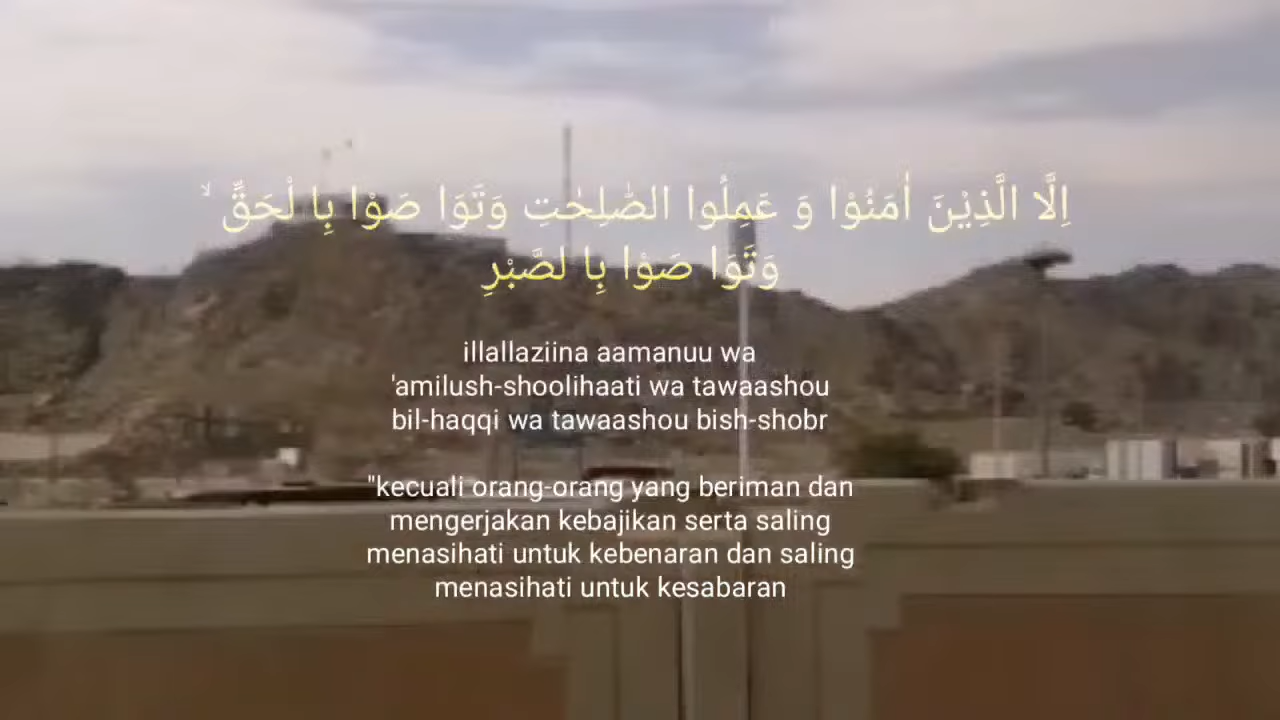 اِلَّا الَّذِيْنَ اٰمَنُوْا وَ عَمِلُوا الصّٰلِحٰتِ وَتَوَا صَوْا بِا لْحَقِّ ۙ
وَتَوَا صَوْا بِا لصَّبْرِ
illallaziina aamanuu wa
'amilush-shoolihaati wa tawaashou
bil-haqqi wa tawaashou bish-shobr
"kecuali orang-orang yang beriman dan
mengerjakan kebajikan serta saling
menasihati untuk kebenaran dan saling
menasihati untuk kesabaran